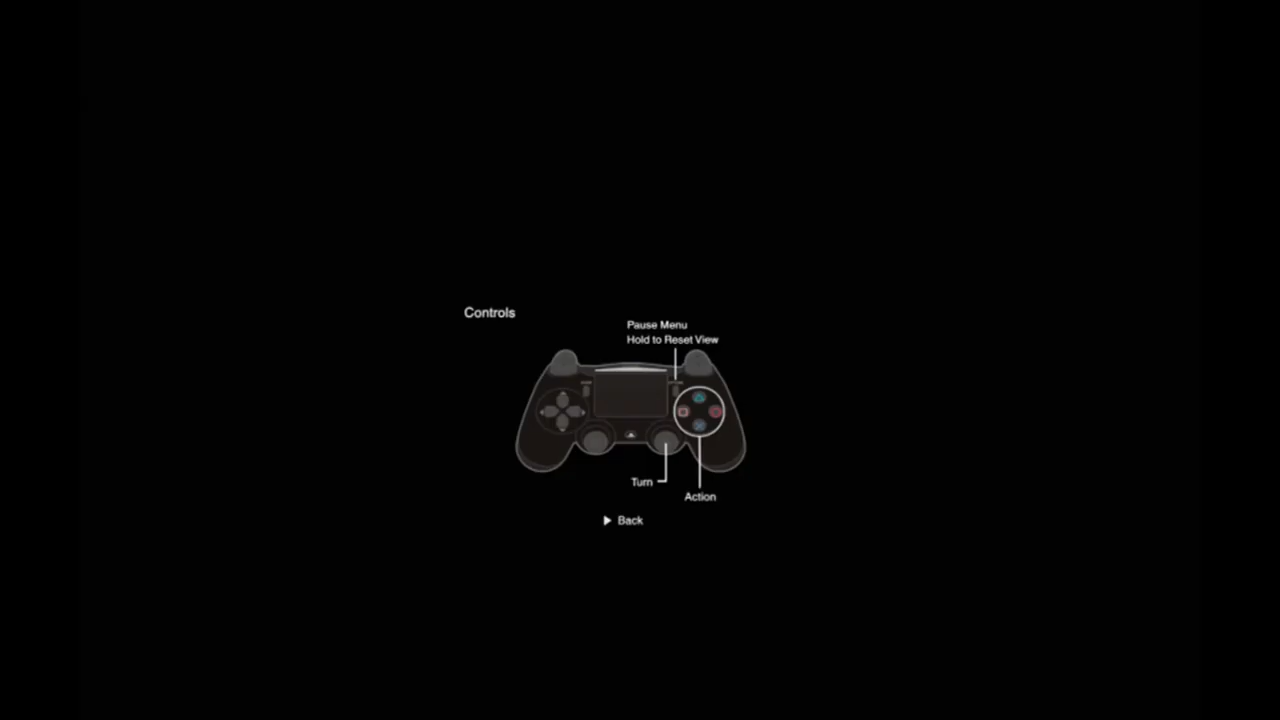 Controls
Pause Menu
Hold to Reset View
Turn
Action
Back